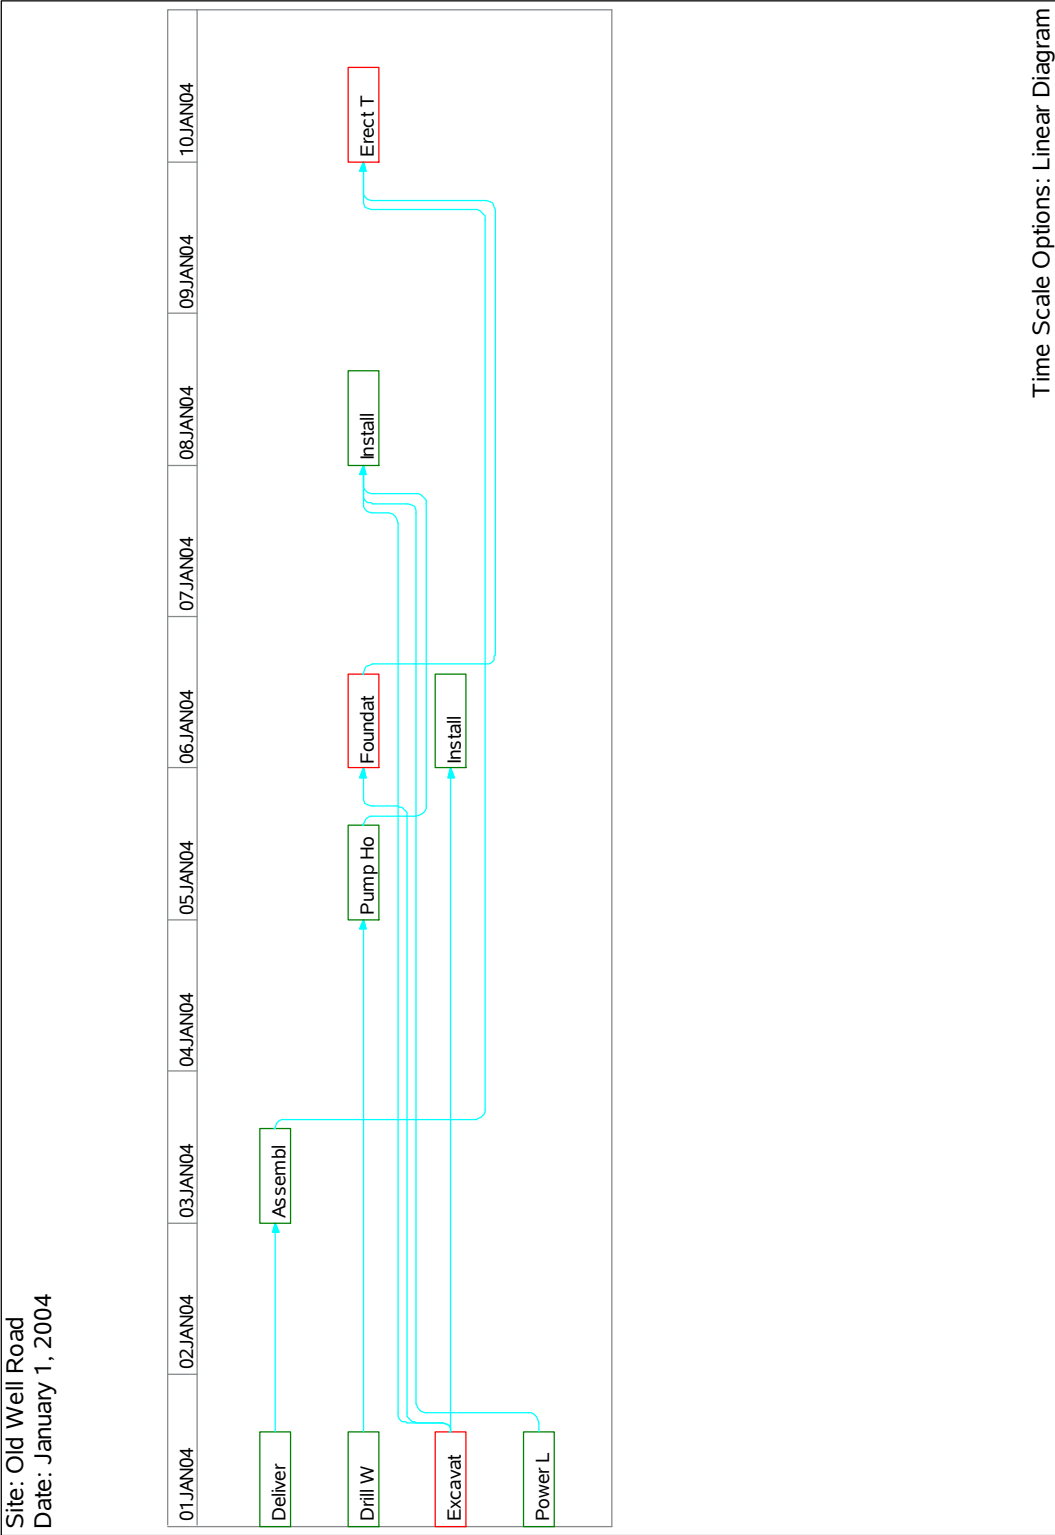 Site: Old Well Road
Date: January 1, 2004
01JAN04
02JAN04
03JAN04
04JAN04
05JAN04
06JAN04
07JAN04
08JAN04
09JAN04
10JAN04
Deliver
Assembl
Drill W
Pump Ho
Foundat
Install
Erect T
Excavat
Install
Power L
Time Scale Options: Linear Diagram